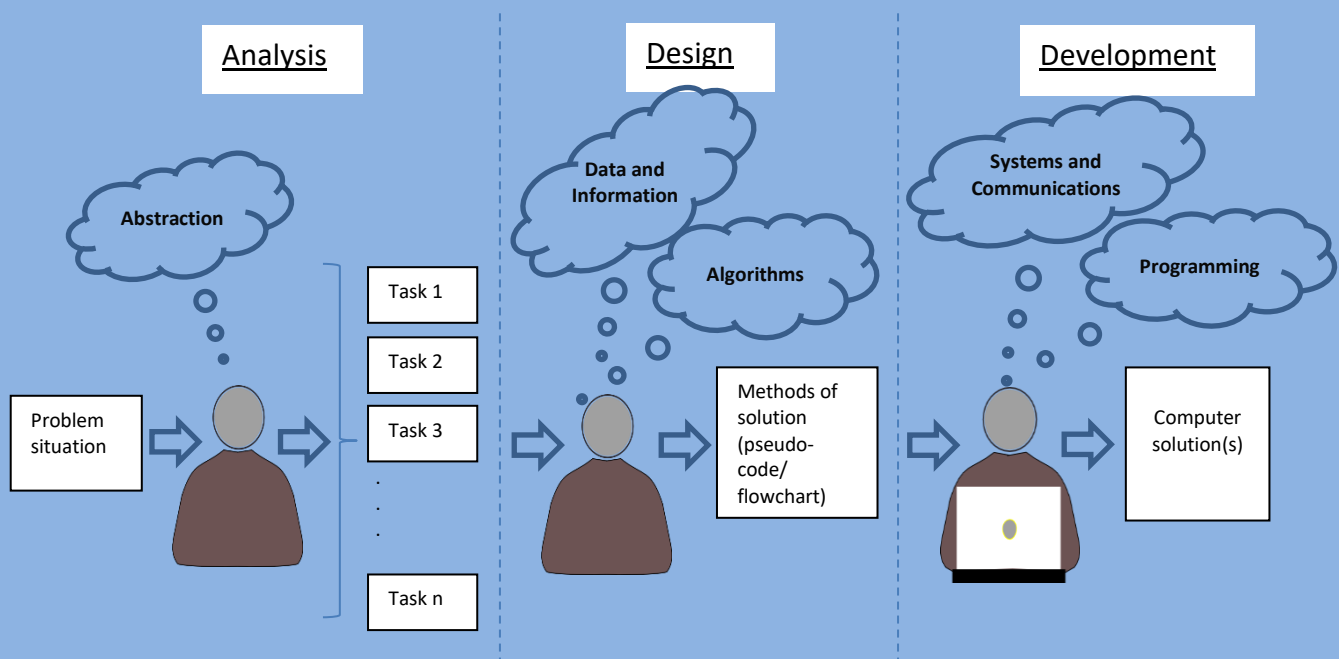 Analysis
Abstraction
Problem
situation
Task 1
Task 2
Task 3
.
.
.
Task n
Design
Data and
Information
Algorithms
Methods of
solution
(pseudo-
code/
flowchart)
Development
Systems and
Communications
Programming
Computer
solution(s)